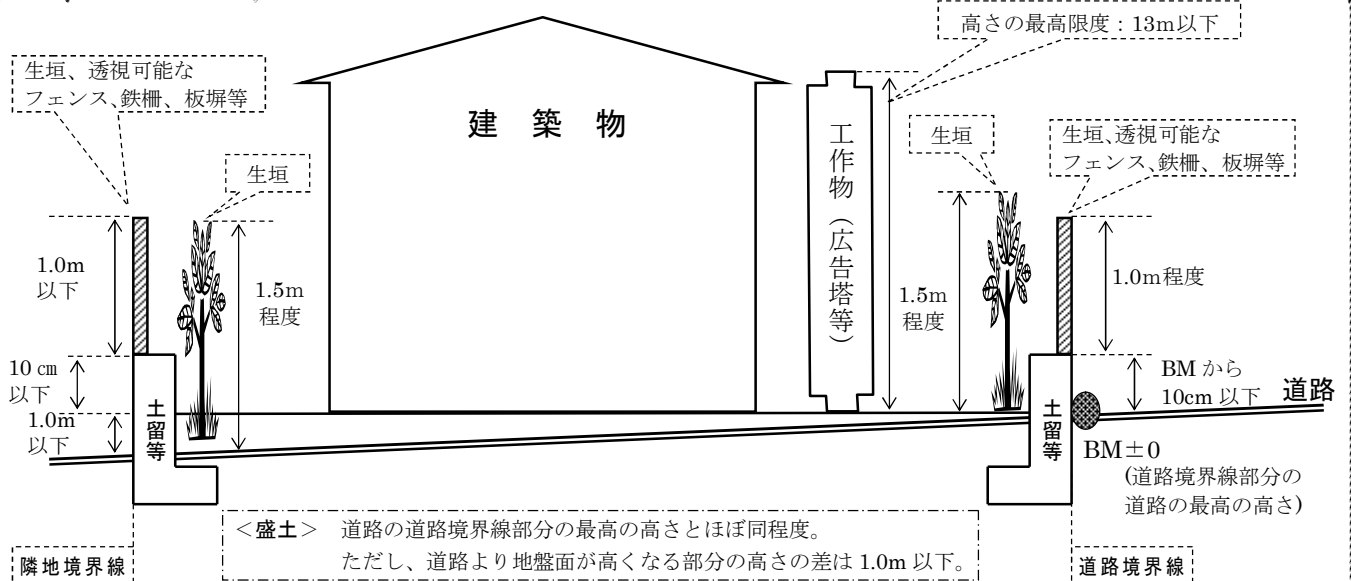 高さの最高限度：13m以下
生垣、透視可能な
フェンス、鉄柵、板塀等
生垣
建築物
工作物（広告塔等）
生垣
生垣、透視可能な
フェンス、鉄柵、板塀等
1.0m
以下
1.5m
程度
1.5m
程度
1.0m程度
10㎝
以下
1.0m
以下
土留等
土留等
BMから
10cm以下
道路
BM±0
(道路境界線部分の
道路の最高の高さ)
＜盛土＞　道路の道路境界線部分の最高の高さとほぼ同程度。
ただし、道路より地盤面が高くなる部分の高さの差は1.0m以下。
隣地境界線
道路境界線